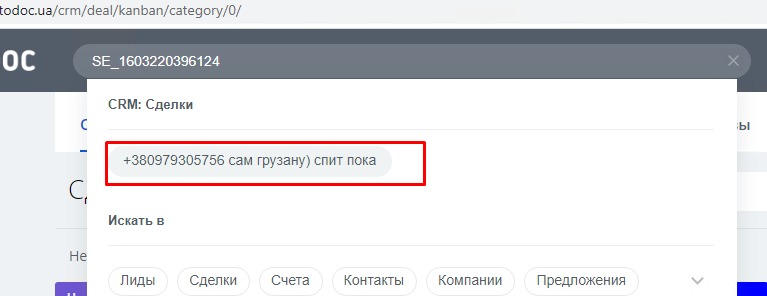 todoc.ua/crm/deal/kanban/category/0/
ОС
SE_1603220396124
CRM: Сделки
+380979305756 сам грузану) спит пока
Искать в
Лиды Сделки Счета Контакты Компании Предложения